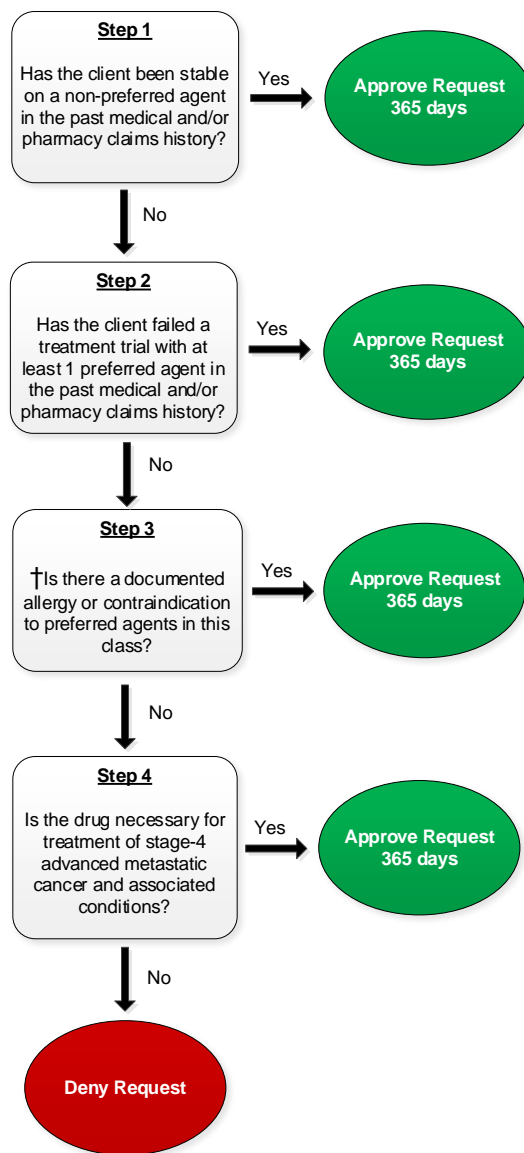 Step 1
Has the client been stable
on a non-preferred agent
in the past medical and/or
pharmacy claims history?
Yes
Approve Request
365 days
No
Step 2
Has the client failed a
treatment trial with at
least 1 preferred agent in
the past medical and/or
pharmacy claims history?
Yes
Approve Request
365 days
No
Step 3
†Is there a documented
allergy or contraindication
to preferred agents in this
class?
Yes
Approve Request
365 days
No
Step 4
Is the drug necessary for
treatment of stage-4
advanced metastatic
cancer and associated
conditions?
Yes
Approve Request
365 days
No
Deny Request